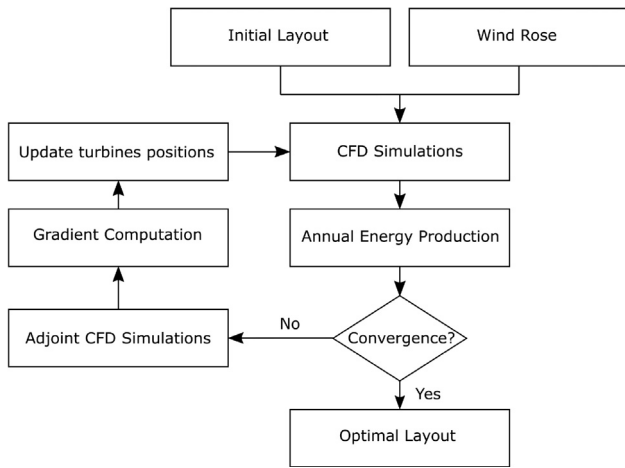 Initial Layout
Wind Rose
Update turbines positions
CFD Simulations
Gradient Computation
Annual Energy Production
No
Convergence?
Adjoint CFD Simulations
Yes
Optimal Layout